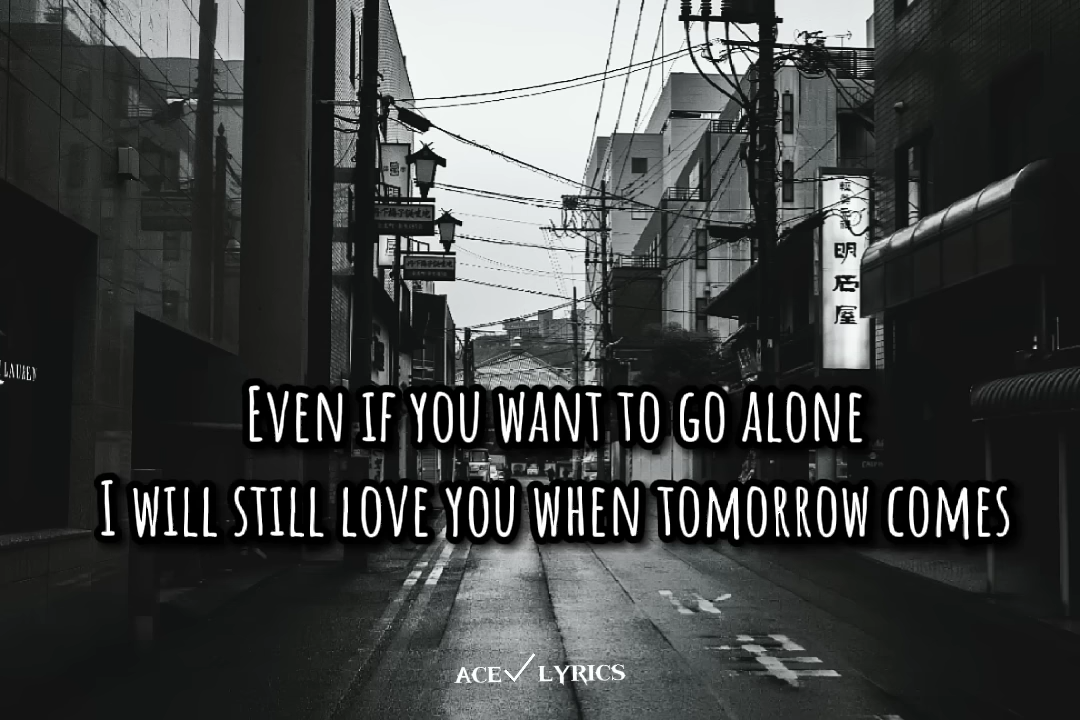 明石屋
LAUREN
EVEN IF YOU WANT TO GO ALONE
I WILL STILL LOVE YOU WHEN TOMORROW COMES
ACE✓LYRICS